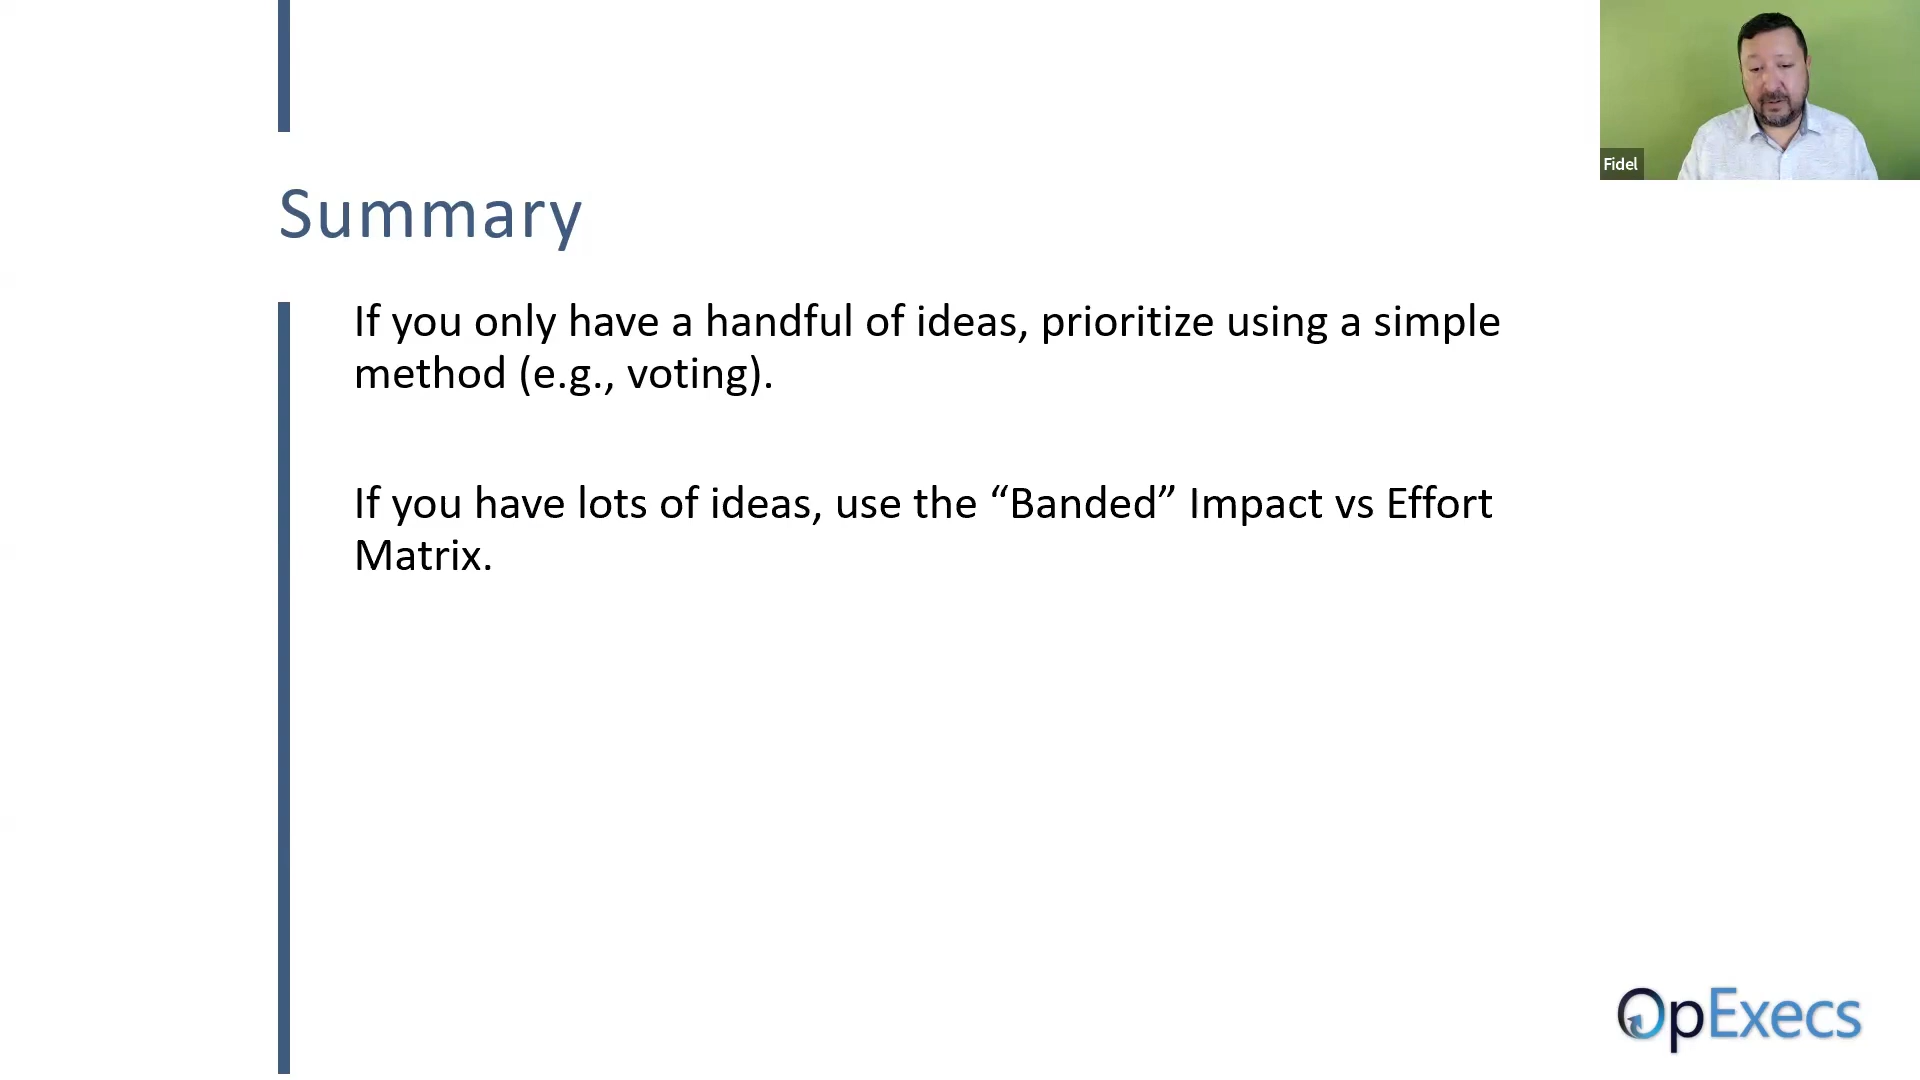 Fidel
Summary
If you only have a handful of ideas, prioritize using a simple
method (e.g., voting).
If you have lots of ideas, use the “Banded” Impact vs Effort
Matrix.
OpExecs